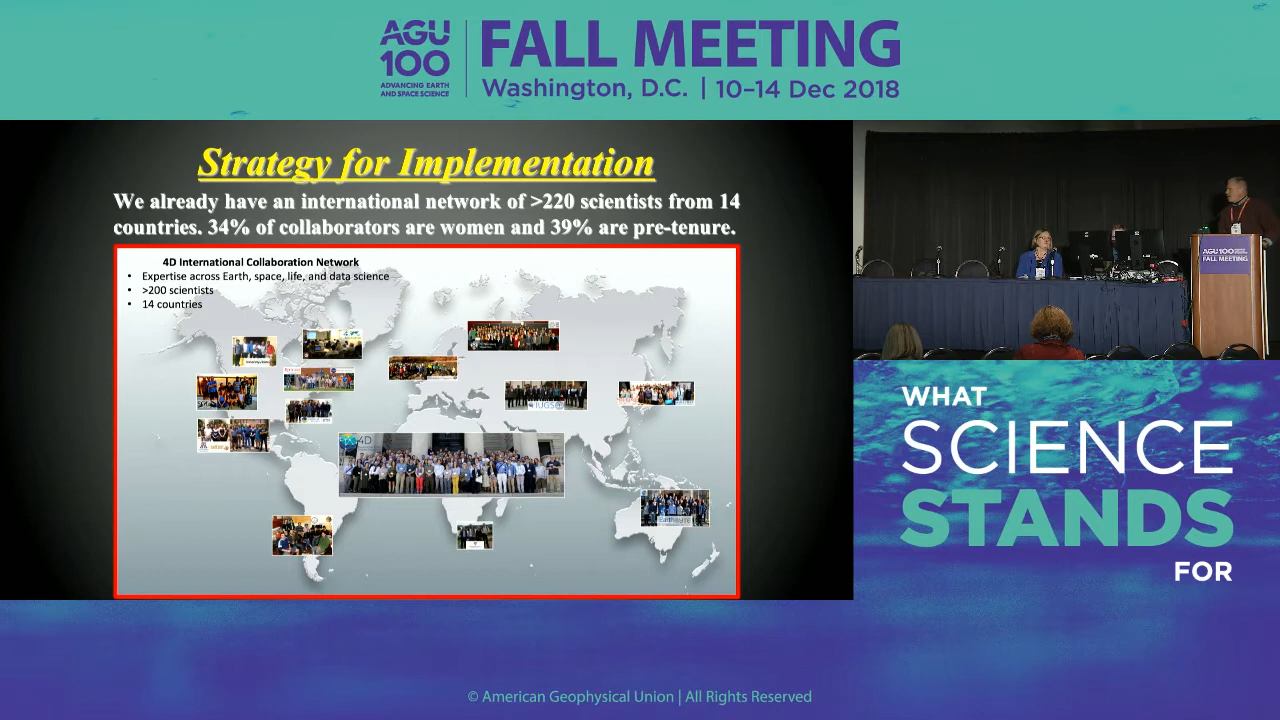 AGU
100
ADVANCING EARTH
AND SPACE SCIENCE
FALL MEETING
Washington, D.C. | 10–14 Dec 2018
Strategy for Implementation
We already have an international network of >220 scientists from 14
countries. 34% of collaborators are women and 39% are pre-tenure.
4D International Collaboration Network
• Expertise across Earth, space, life, and data science
• >200 scientists
• 14 countries
IUGS
4D
AGU100
FALL MEETING
WHAT
SCIENCE
STANDS
FOR
© American Geophysical Union | All Rights Reserved